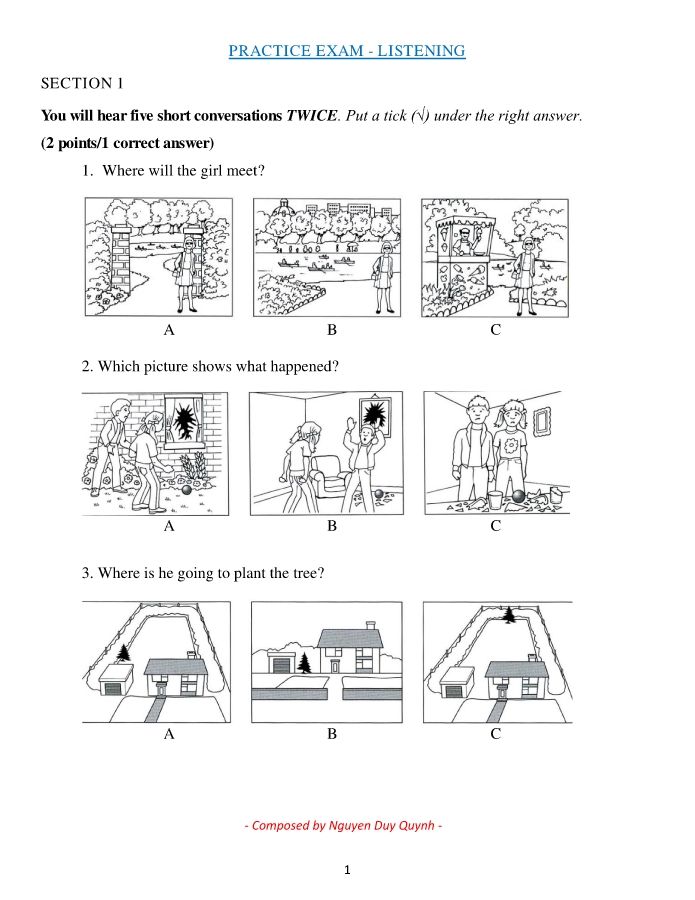 PRACTICE EXAM - LISTENING
SECTION 1
You will hear five short conversations TWICE. Put a tick (√) under the right answer.
(2 points/1 correct answer)
1. Where will the girl meet?
A B C
2. Which picture shows what happened?
A B C
3. Where is he going to plant the tree?
A B C
- Composed by Nguyen Duy Quynh -
1